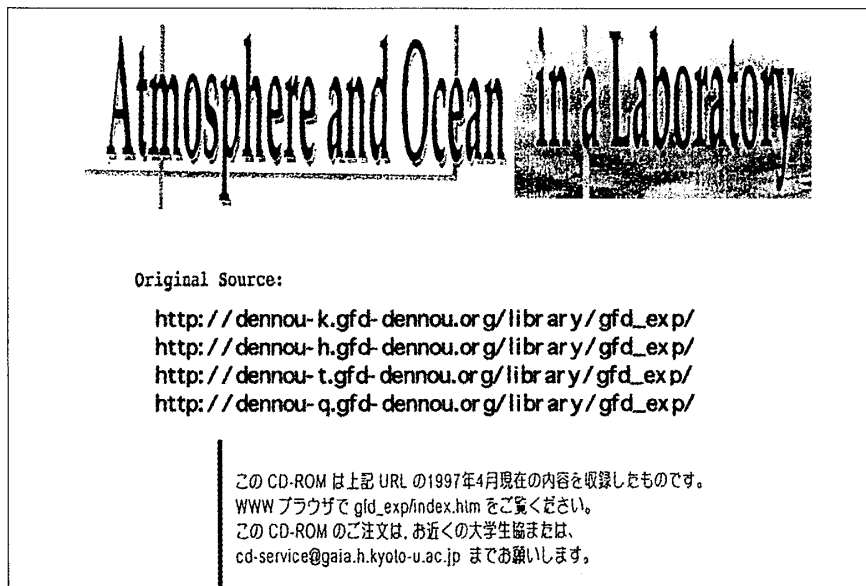 Atmosphere and Ocean in a Laboratory
Original Source:
http://dennou-k.gfd-dennou.org/library/gfd_exp/
http://dennou-h.gfd-dennou.org/library/gfd_exp/
http://dennou-t.gfd-dennou.org/library/gfd_exp/
http://dennou-q.gfd-dennou.org/library/gfd_exp/
この CD-ROM は上記 URL の1997年4月現在の内容を収録したものです。
WWW ブラウザで gfd_exp/index.htm をご覧ください。
この CD-ROM のご注文は、お近くの大学生協または、
cd-service@gaia.h.kyoto-u.ac.jp までお願いします。